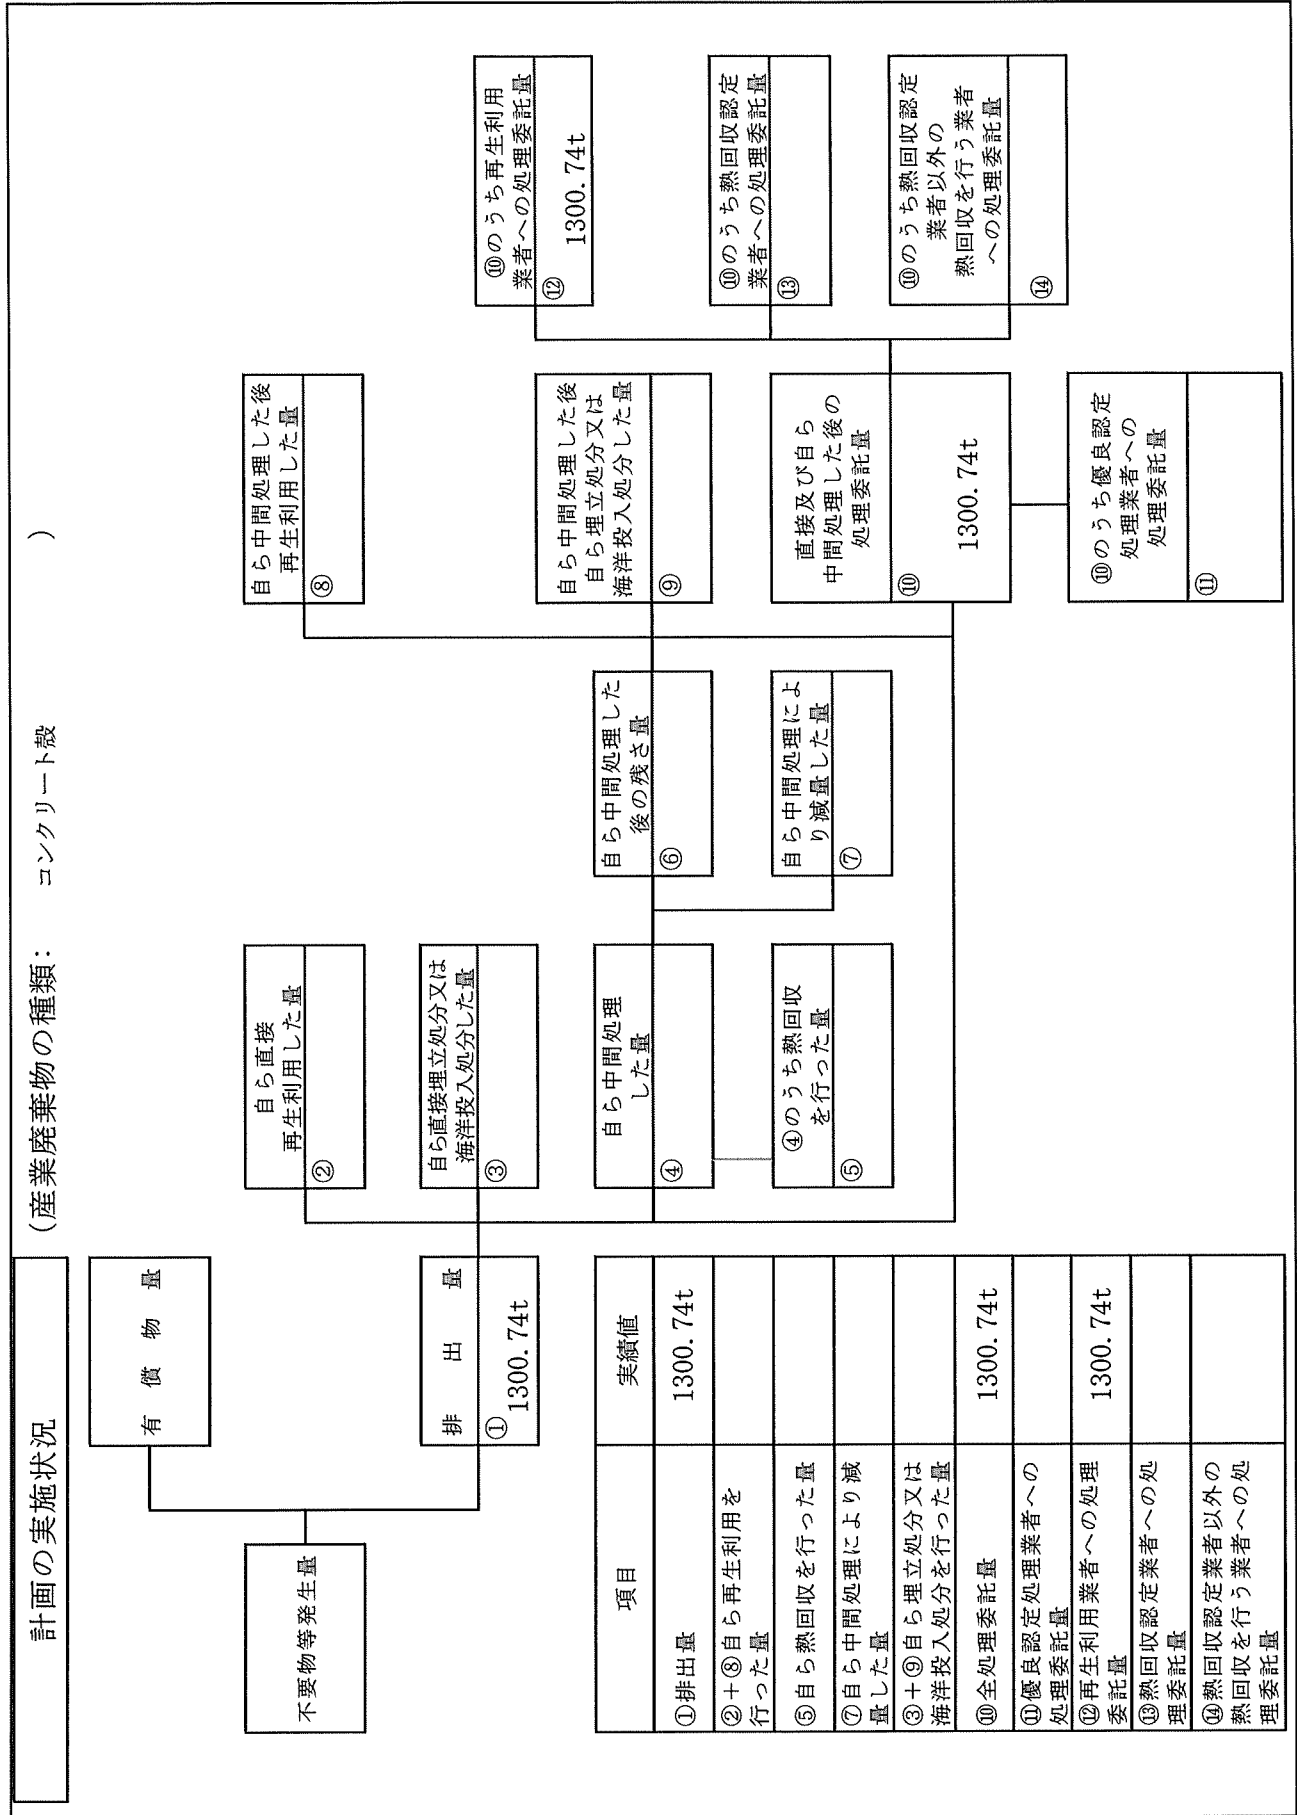 計画の実施状況
(産業廃棄物の種類： コンクリート殻 )
不要物等発生量
有償物量
排出量
① 1300.74t
自ら直接
再生利用した量
②
自ら直接埋立処分又は
海洋投入処分した量
③
自ら中間処理
した量
④
④のうち熱回収
を行った量
⑤
自ら中間処理した
後の残さ量
⑥
自ら中間処理によ
り減量した量
⑦
自ら中間処理した後
再生利用した量
⑧
自ら中間処理した後
自ら埋立処分又は
海洋投入処分した量
⑨
直接及び自ら
中間処理した後の
処理委託量
⑩ 1300.74t
⑩のうち優良認定
処理業者への
処理委託量
⑪
⑩のうち再生利用
業者への処理委託量
⑫ 1300.74t
⑩のうち熱回収認定
業者への処理委託量
⑬
⑩のうち熱回収認定
業者以外の
熱回収を行う業者
への処理委託量
⑭
項目 実績値
①排出量 1300.74t
②+⑧自ら再生利用を
行った量
⑤自ら熱回収を行った量
⑦自ら中間処理により減
量した量
③+⑨自ら埋立処分又は
海洋投入処分を行った量
⑩全処理委託量 1300.74t
⑪優良認定処理業者への
処理委託量
⑫再生利用業者への処理
委託量 1300.74t
⑬熱回収認定業者への処
理委託量
⑭熱回収認定業者以外の
熱回収を行う業者への処
理委託量